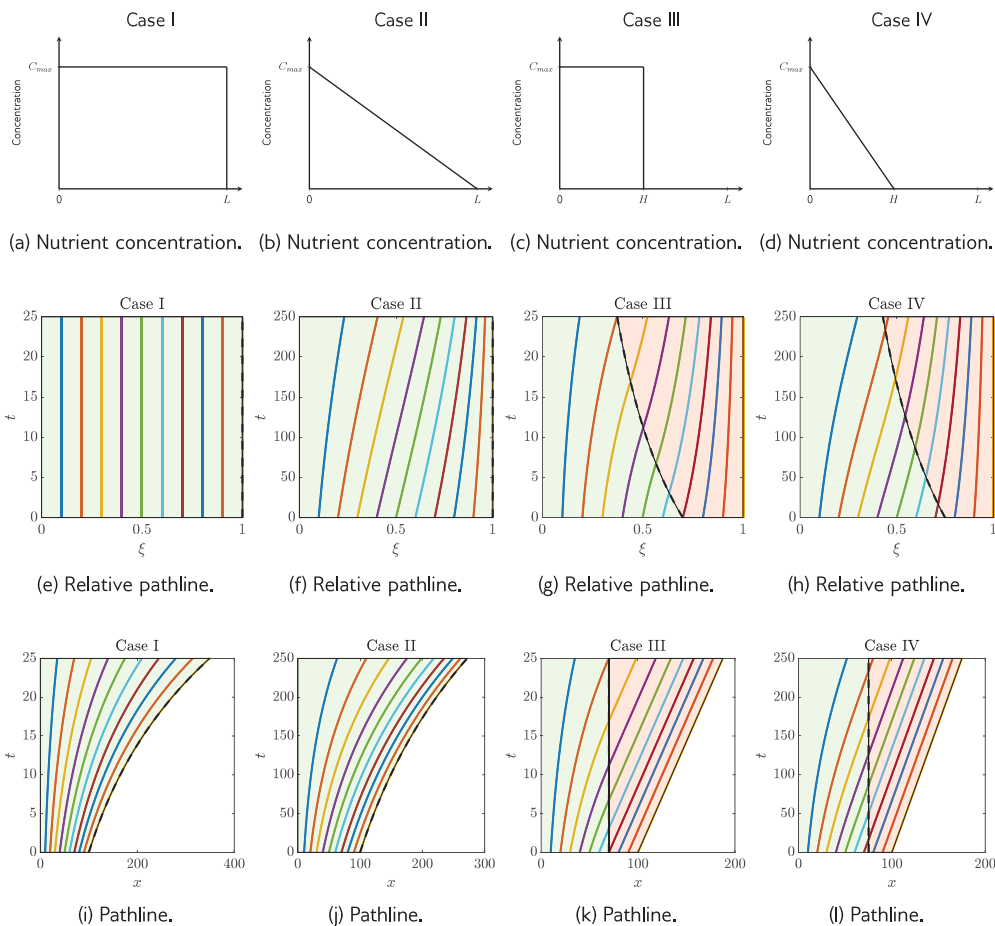 Case I Case II Case III Case IV
Concentration C_max 0 L
Concentration C_max 0 L
Concentration C_max 0 H L
Concentration C_max 0 H L
(a) Nutrient concentration. (b) Nutrient concentration. (c) Nutrient concentration. (d) Nutrient concentration.
Case I Case II Case III Case IV
25 20 15 10 5 0 t
0 0.5 1
ξ
250 200 150 100 50 0 t
0 0.5 1
ξ
25 20 15 10 5 0 t
0 0.5 1
ξ
250 200 150 100 50 0 t
0 0.5 1
ξ
(e) Relative pathline. (f) Relative pathline. (g) Relative pathline. (h) Relative pathline.
Case I Case II Case III Case IV
25 20 15 10 5 0 t
0 200 400
x
250 200 150 100 50 0 t
0 100 200 300
x
25 20 15 10 5 0 t
0 100 200
x
250 200 150 100 50 0 t
0 100 200
x
(i) Pathline. (j) Pathline. (k) Pathline. (l) Pathline.